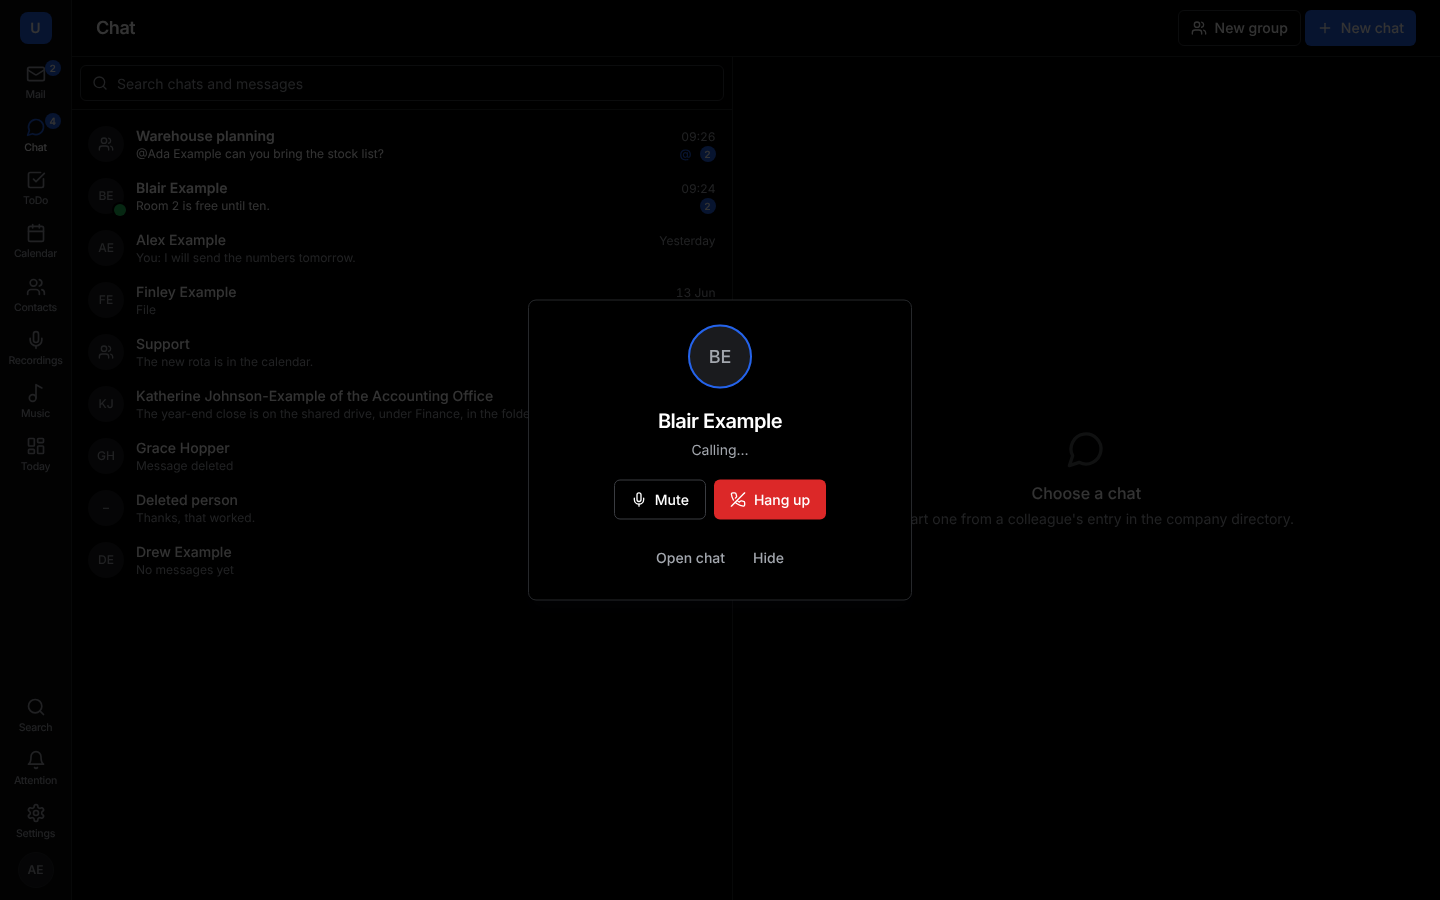 U
Chat
New group
New chat
2
Mail
4
Chat
ToDo
Calendar
Contacts
Recordings
Music
Today
Search
Attention
Settings
AE
Search chats and messages
Warehouse planning
09:26
@Ada Example can you bring the stock list?
@ 2
BE
Blair Example
09:24
Room 2 is free until ten.
2
AE
Alex Example
Yesterday
You: I will send the numbers tomorrow.
FE
Finley Example
13 Jun
File
Support
The new rota is in the calendar.
KJ
Katherine Johnson-Example of the Accounting Office
The year-end close is on the shared drive, under Finance, in the folde
GH
Grace Hopper
Message deleted
–
Deleted person
Thanks, that worked.
DE
Drew Example
No messages yet
BE
Blair Example
Calling…
Mute
Hang up
Open chat
Hide
Choose a chat
art one from a colleague's entry in the company directory.